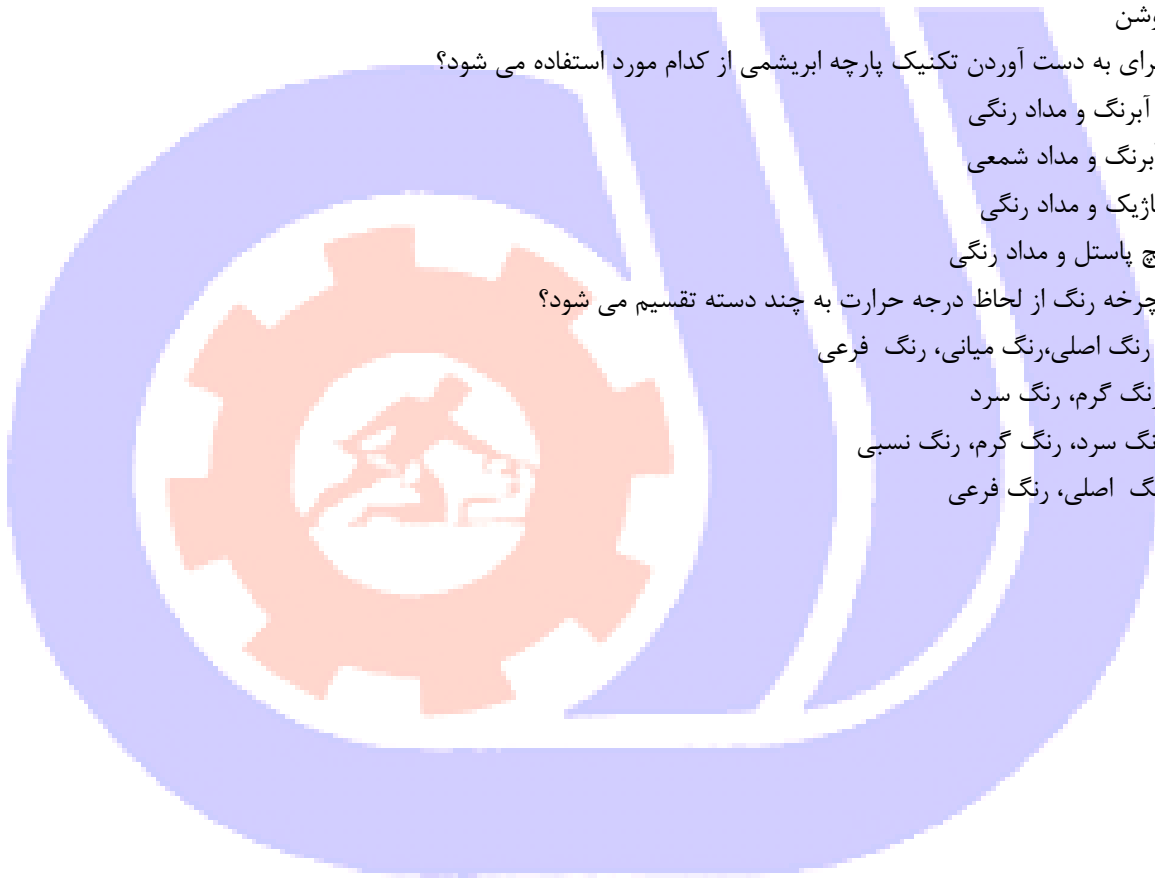 وشن
رای به دست آوردن تکنیک پارچه ابریشمی از کدام مورد استفاده می شود؟
آبرنگ و مداد رنگی
برنگ و مداد شمعی
اژیک و مداد رنگی
چ پاستل و مداد رنگی
چرخه رنگ از لحاظ درجه حرارت به چند دسته تقسیم می شود؟
رنگ اصلی،رنگ میانی، رنگ فرعی
رنگ گرم، رنگ سرد
نگ سرد، رنگ گرم، رنگ نسبی
گ اصلی، رنگ فرعی